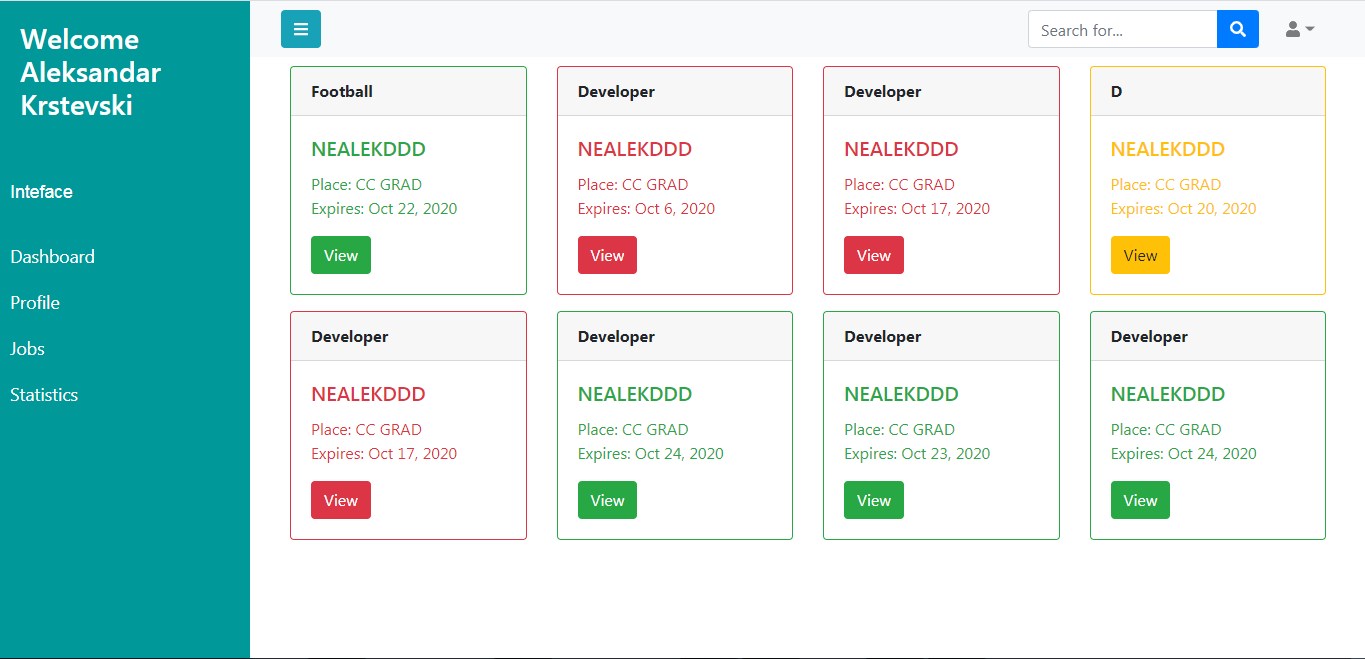 Welcome
Aleksandar
Krstevski
Inteface
Dashboard
Profile
Jobs
Statistics
Search for...
Football
NEALEKDDD
Place: CC GRAD
Expires: Oct 22, 2020
View
Developer
NEALEKDDD
Place: CC GRAD
Expires: Oct 6, 2020
View
Developer
NEALEKDDD
Place: CC GRAD
Expires: Oct 17, 2020
View
D
NEALEKDDD
Place: CC GRAD
Expires: Oct 20, 2020
View
Developer
NEALEKDDD
Place: CC GRAD
Expires: Oct 17, 2020
View
Developer
NEALEKDDD
Place: CC GRAD
Expires: Oct 24, 2020
View
Developer
NEALEKDDD
Place: CC GRAD
Expires: Oct 23, 2020
View
Developer
NEALEKDDD
Place: CC GRAD
Expires: Oct 24, 2020
View